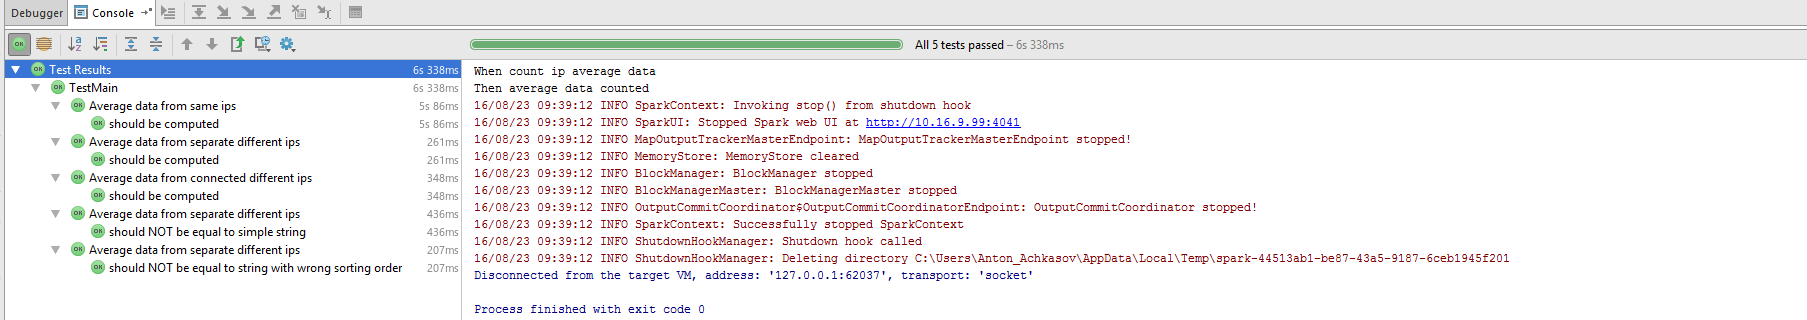 Debugger Console
All 5 tests passed – 6s 338ms
Test Results 6s 338ms
TestMain 6s 338ms
Average data from same ips 5s 86ms
should be computed 5s 86ms
Average data from separate different ips 261ms
should be computed 261ms
Average data from connected different ips 348ms
should be computed 348ms
Average data from separate different ips 436ms
should NOT be equal to simple string 436ms
Average data from separate different ips 207ms
should NOT be equal to string with wrong sorting order 207ms
When count ip average data
Then average data counted
16/08/23 09:39:12 INFO SparkContext: Invoking stop() from shutdown hook
16/08/23 09:39:12 INFO SparkUI: Stopped Spark web UI at http://10.16.9.99:4041
16/08/23 09:39:12 INFO MapOutputTrackerMasterEndpoint: MapOutputTrackerMasterEndpoint stopped!
16/08/23 09:39:12 INFO MemoryStore: MemoryStore cleared
16/08/23 09:39:12 INFO BlockManager: BlockManager stopped
16/08/23 09:39:12 INFO BlockManagerMaster: BlockManagerMaster stopped
16/08/23 09:39:12 INFO OutputCommitCoordinator$OutputCommitCoordinatorEndpoint: OutputCommitCoordinator stopped!
16/08/23 09:39:12 INFO SparkContext: Successfully stopped SparkContext
16/08/23 09:39:12 INFO ShutdownHookManager: Shutdown hook called
16/08/23 09:39:12 INFO ShutdownHookManager: Deleting directory C:\Users\Anton_Achkasov\AppData\Local\Temp\spark-44513ab1-be87-43a5-9187-6ceb1945f201
Disconnected from the target VM, address: '127.0.0.1:62037', transport: 'socket'
Process finished with exit code 0